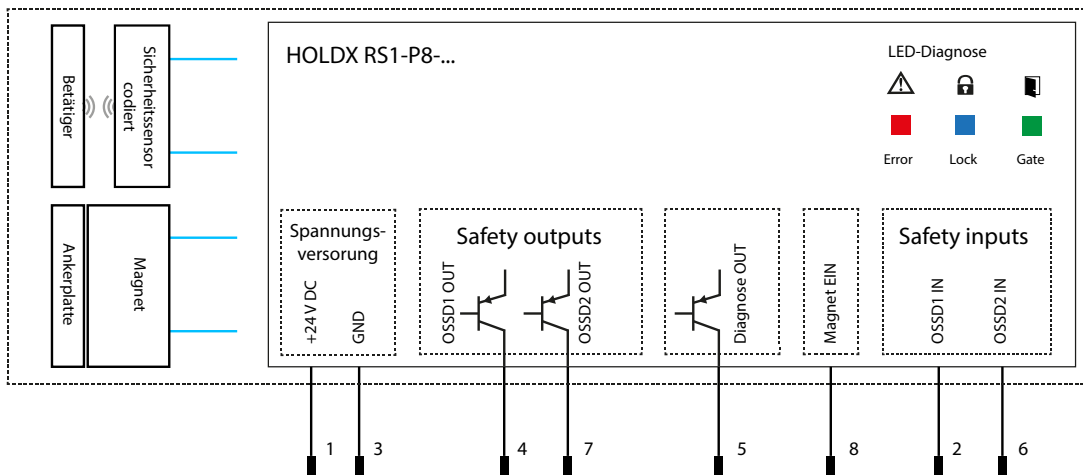 Betätiger
Sicherheitssensor
codiert
Ankerplatte
Magnet
HOLDX RS1-P8-...
LED-Diagnose
Error
Lock
Gate
Spannungs-
versorung
+24V DC
GND
Safety outputs
OSSD1 OUT
OSSD2 OUT
Diagnose OUT
Magnet EIN
Safety inputs
OSSD1 IN
OSSD2 IN
1
3
4
7
5
8
2
6